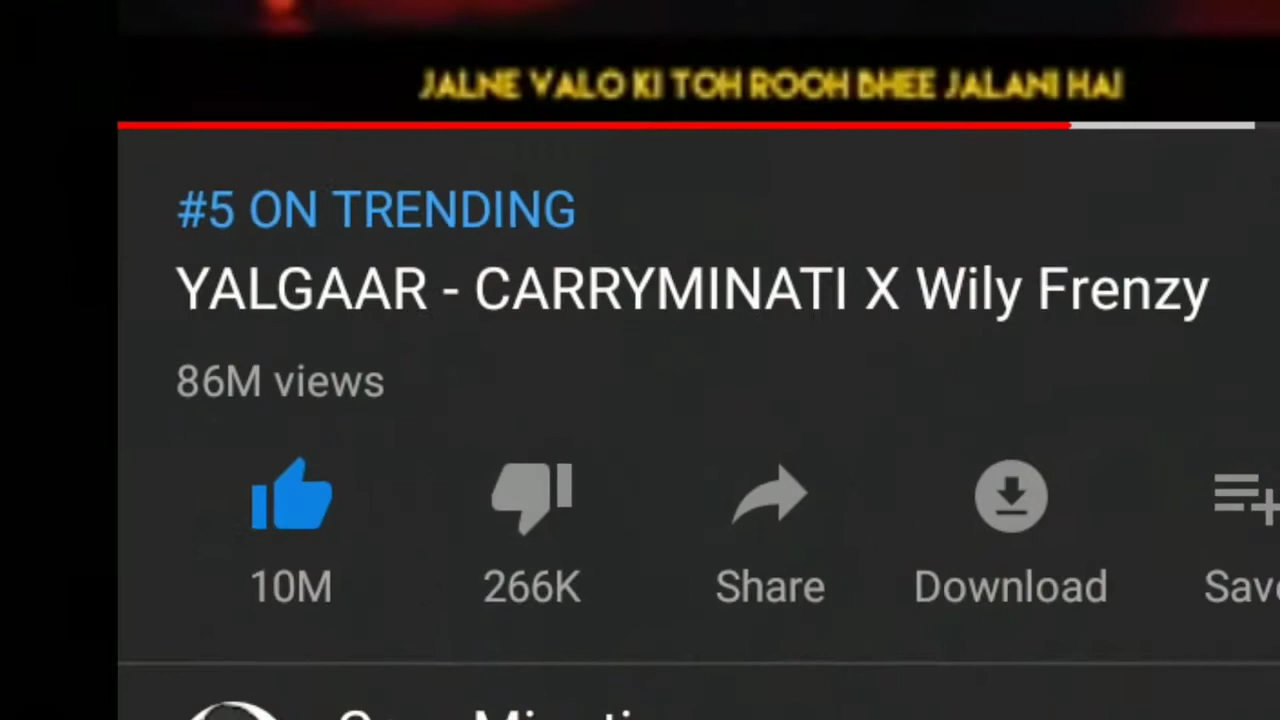 JALNE VALO KI TOH ROOH BHEE JALANI HAI
#5 ON TRENDING
YALGAAR - CARRYMINATI X Wily Frenzy
86M views
10M 266K Share Download